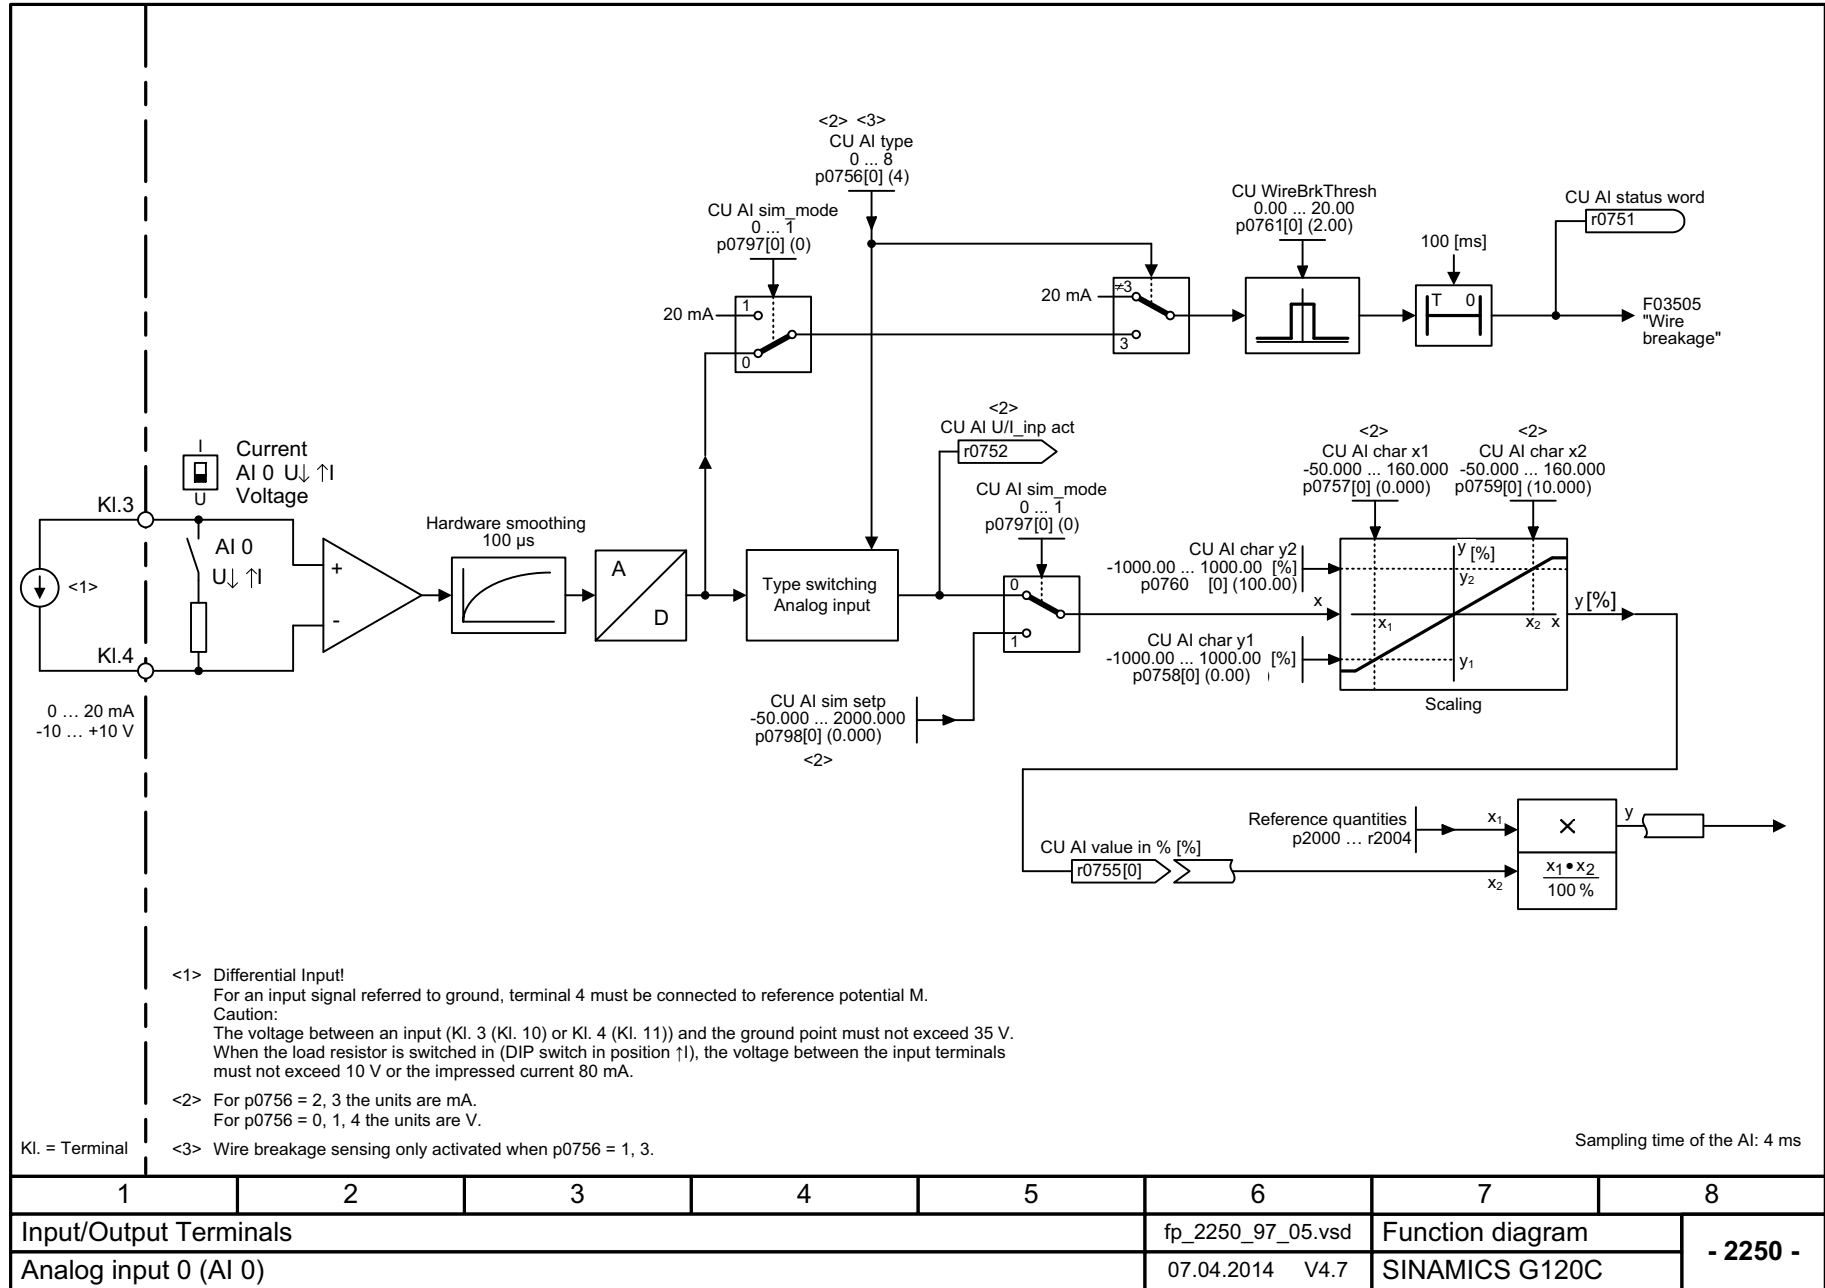 <2> <3>
CU AI type
0 ... 8
p0756[0] (4)
CU AI sim_mode
0 ... 1
p0797[0] (0)
20 mA
1
0
20 mA
≠3
3
CU WireBrkThresh
0.00 ... 20.00
p0761[0] (2.00)
100 [ms]
T 0
CU AI status word
r0751
F03505
"Wire
breakage"
I
U
Current
AI 0 U↓ ↑I
Voltage
Kl.3
AI 0
U↓ ↑I
<1>
Kl.4
0 ... 20 mA
-10 ... +10 V
+
-
Hardware smoothing
100 µs
A
D
Type switching
Analog input
<2>
CU AI U/I_inp act
r0752
CU AI sim_mode
0 ... 1
p0797[0] (0)
0
1
CU AI sim setp
-50.000 ... 2000.000
p0798[0] (0.000)
<2>
<2>
CU AI char x1
-50.000 ... 160.000
p0757[0] (0.000)
<2>
CU AI char x2
-50.000 ... 160.000
p0759[0] (10.000)
CU AI char y2
-1000.00 ... 1000.00 [%]
p0760 [0] (100.00)
x
CU AI char y1
-1000.00 ... 1000.00 [%]
p0758[0] (0.00)
y [%]
y2
x1
x2 x
y1
Scaling
y [%]
Reference quantities
p2000 ... r2004
x1
CU AI value in % [%]
r0755[0]
x2
×
x1 • x2
100 %
y
<1> Differential Input!
For an input signal referred to ground, terminal 4 must be connected to reference potential M.
Caution:
The voltage between an input (Kl. 3 (Kl. 10) or Kl. 4 (Kl. 11)) and the ground point must not exceed 35 V.
When the load resistor is switched in (DIP switch in position ↑I), the voltage between the input terminals
must not exceed 10 V or the impressed current 80 mA.
<2> For p0756 = 2, 3 the units are mA.
For p0756 = 0, 1, 4 the units are V.
<3> Wire breakage sensing only activated when p0756 = 1, 3.
Kl. = Terminal
Sampling time of the AI: 4 ms
1 2 3 4 5 6 7 8
Input/Output Terminals
fp_2250_97_05.vsd
Function diagram
- 2250 -
Analog input 0 (AI 0)
07.04.2014 V4.7
SINAMICS G120C